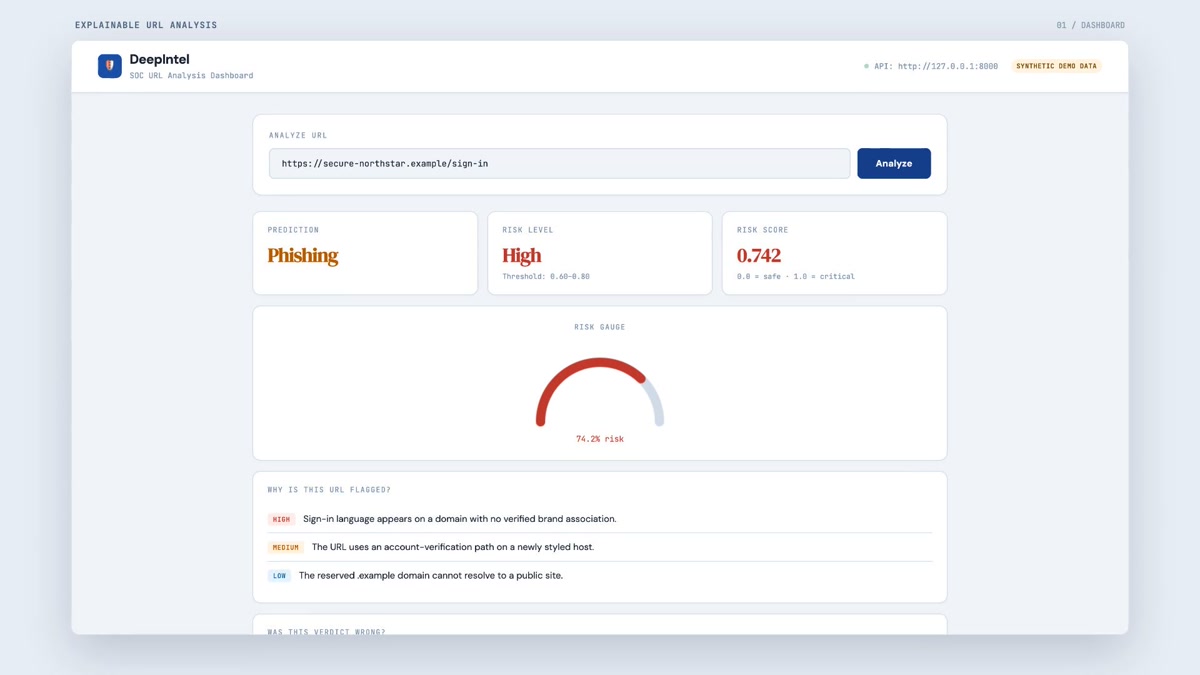 EXPLAINABLE URL ANALYSIS
01 / DASHBOARD
DeepIntel
SOC URL Analysis Dashboard
API: http://127.0.0.1:8000
SYNTHETIC DEMO DATA
ANALYZE URL
https://secure-northstar.example/sign-in
Analyze
PREDICTION
Phishing
RISK LEVEL
High
Threshold: 0.60–0.80
RISK SCORE
0.742
0.0 = safe · 1.0 = critical
RISK GAUGE
74.2% risk
WHY IS THIS URL FLAGGED?
HIGH Sign-in language appears on a domain with no verified brand association.
MEDIUM The URL uses an account-verification path on a newly styled host.
LOW The reserved .example domain cannot resolve to a public site.
WAS THIS VERDICT WRONG?